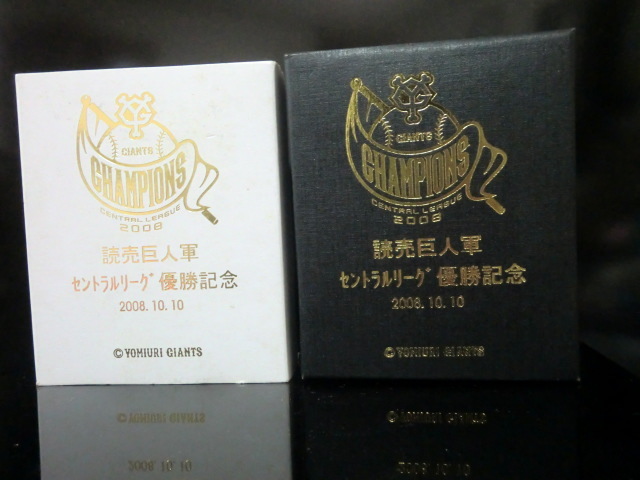 GIANTS
CHAMPIONS
CENTRAL LEAGUE
2008
読売巨人軍
セントラルリーグ 優勝記念
2008.10.10
© YOMIURI GIANTS
GIANTS
CHAMPIONS
CENTRAL LEAGUE
2008
読売巨人軍
セントラルリーグ 優勝記念
2008.10.10
© YOMIURI GIANTS